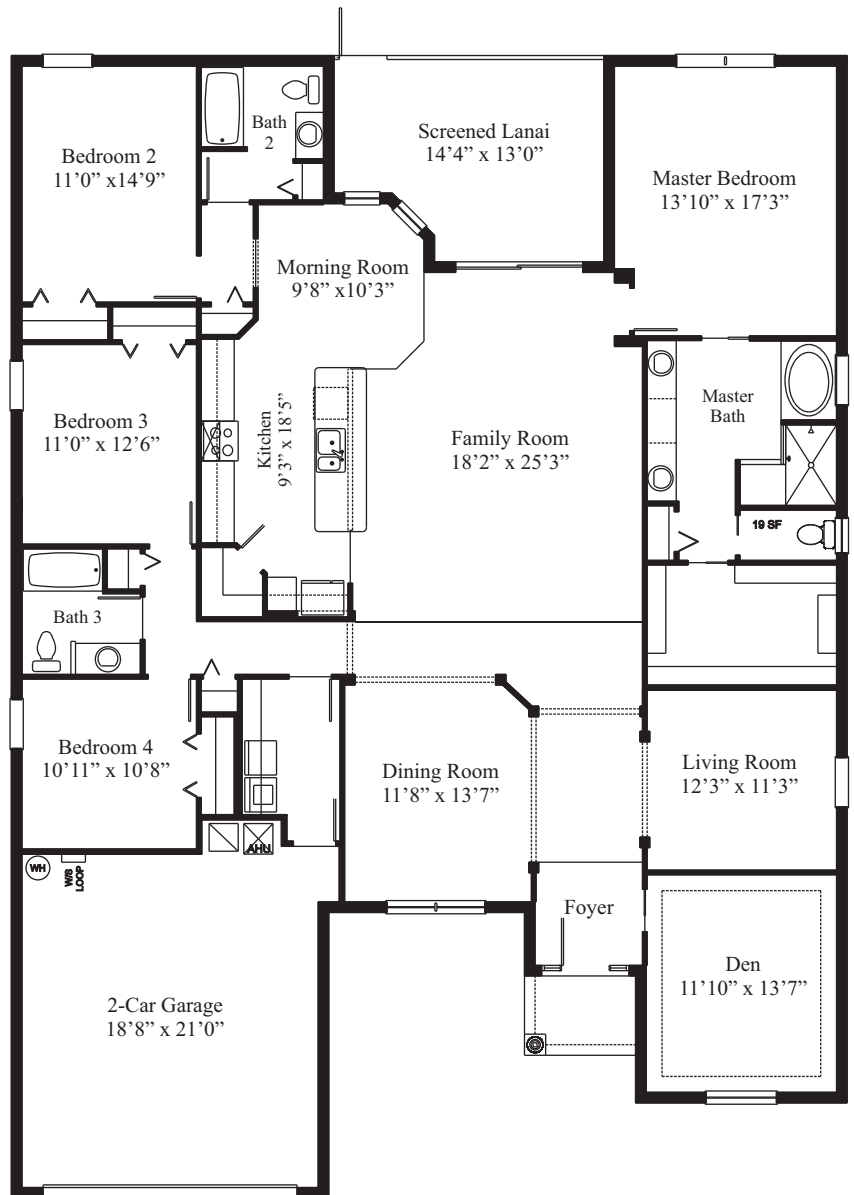 Bedroom 2
11’0” x14’9”
Bath
2
Screened Lanai
14’4” x 13’0”
Master Bedroom
13’10” x 17’3”
Morning Room
9’8” x10’3”
Bedroom 3
11’0” x 12’6”
Kitchen
9’3” x 18’5”
Family Room
18’2” x 25’3”
Master
Bath
19 SF
Bath 3
Bedroom 4
10’11” x 10’8”
Dining Room
11’8” x 13’7”
Living Room
12’3” x 11’3”
AHU
WH
W/S
LOOP
Foyer
Den
11’10” x 13’7”
2-Car Garage
18’8” x 21’0”